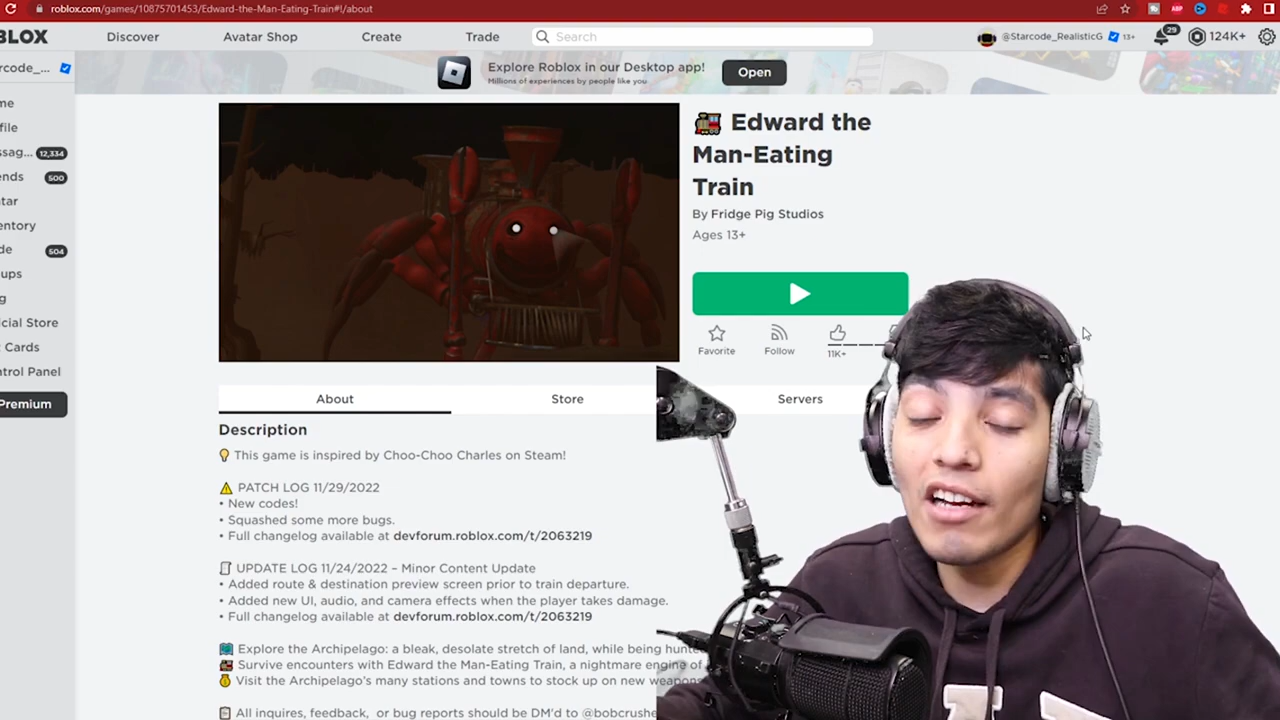 roblox.com/games/10875701453/Edward-the-Man-Eating-Train#!/about
BLOX
Discover
Avatar Shop
Create
Trade
Search
@Starcode_RealisticG
13+
29
124K+
rcode_...
Explore Roblox in our Desktop app!
Millions of experiences by people like you
Open
me
file
ssag... 12,334
ends 500
tar
entory
de 504
ups
g
icial Store
t Cards
ntrol Panel
Premium
Edward the
Man-Eating
Train
By Fridge Pig Studios
Ages 13+
Favorite
Follow
11K+
About
Store
Servers
Description
This game is inspired by Choo-Choo Charles on Steam!
PATCH LOG 11/29/2022
• New codes!
• Squashed some more bugs.
• Full changelog available at devforum.roblox.com/t/2063219
UPDATE LOG 11/24/2022 – Minor Content Update
• Added route & destination preview screen prior to train departure.
• Added new UI, audio, and camera effects when the player takes damage.
• Full changelog available at devforum.roblox.com/t/2063219
Explore the Archipelago: a bleak, desolate stretch of land, while being hunte
Survive encounters with Edward the Man-Eating Train, a nightmare engine of
Visit the Archipelago's many stations and towns to stock up on new weapons
All inquires, feedback, or bug reports should be DM'd to @bobcrushe